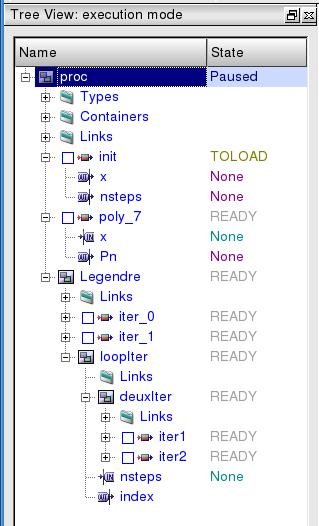 Tree View: execution mode
Name State
proc Paused
Types
Containers
Links
init TOLOAD
x None
nsteps None
poly_7 READY
x None
Pn None
Legendre READY
Links
iter_0 READY
iter_1 READY
loopIter READY
Links
deuxIter READY
Links
iter1 READY
iter2 READY
nsteps None
index